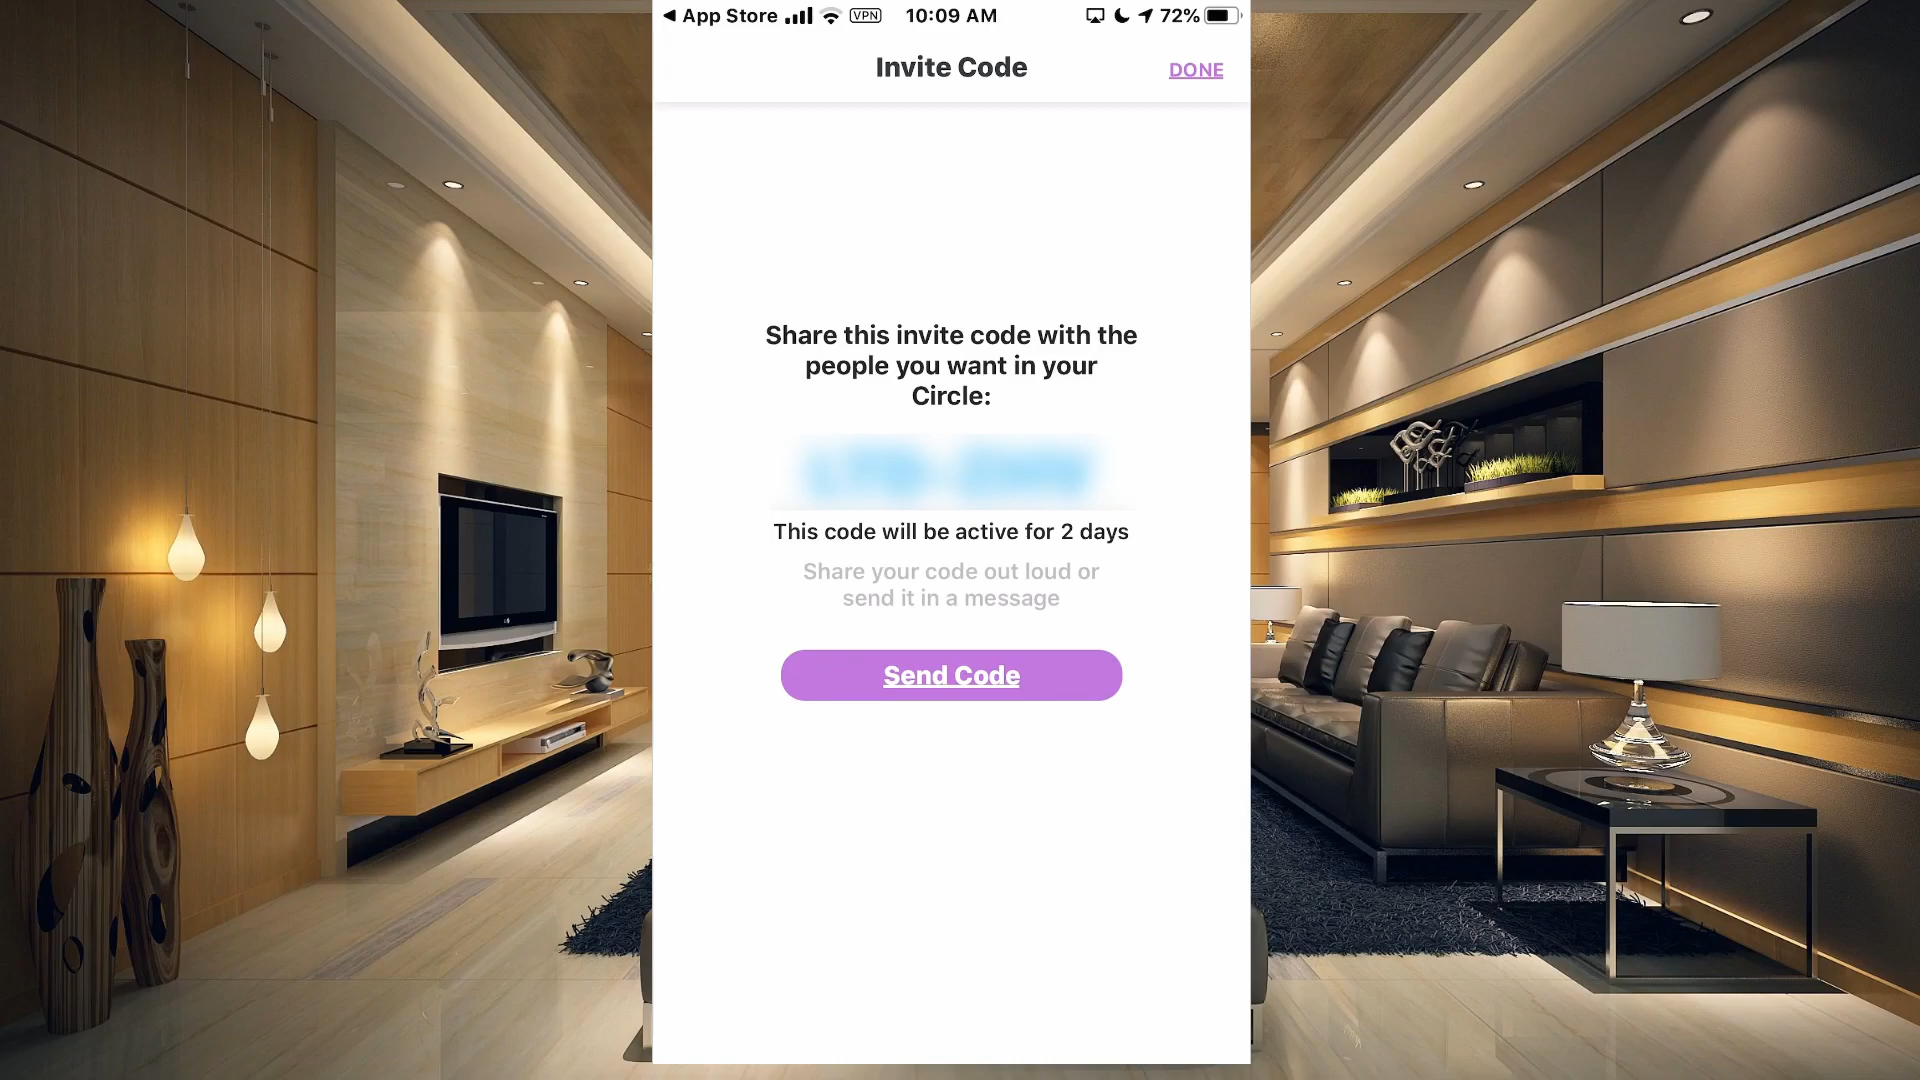 App Store VPN 10:09 AM 72%
Invite Code DONE
Share this invite code with the
people you want in your
Circle:
This code will be active for 2 days
Share your code out loud or
send it in a message
Send Code